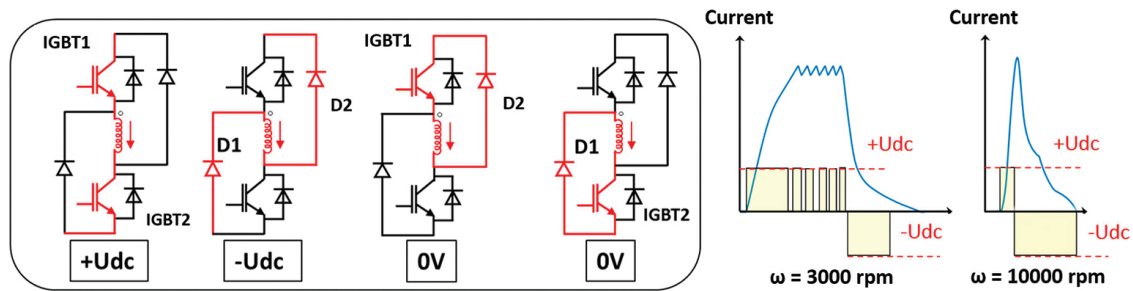 IGBT1
D2
D1
IGBT2
IGBT1
D2
D1
IGBT2
+Udc
-Udc
0V
0V
Current
+Udc
-Udc
ω = 3000 rpm
Current
+Udc
-Udc
ω = 10000 rpm